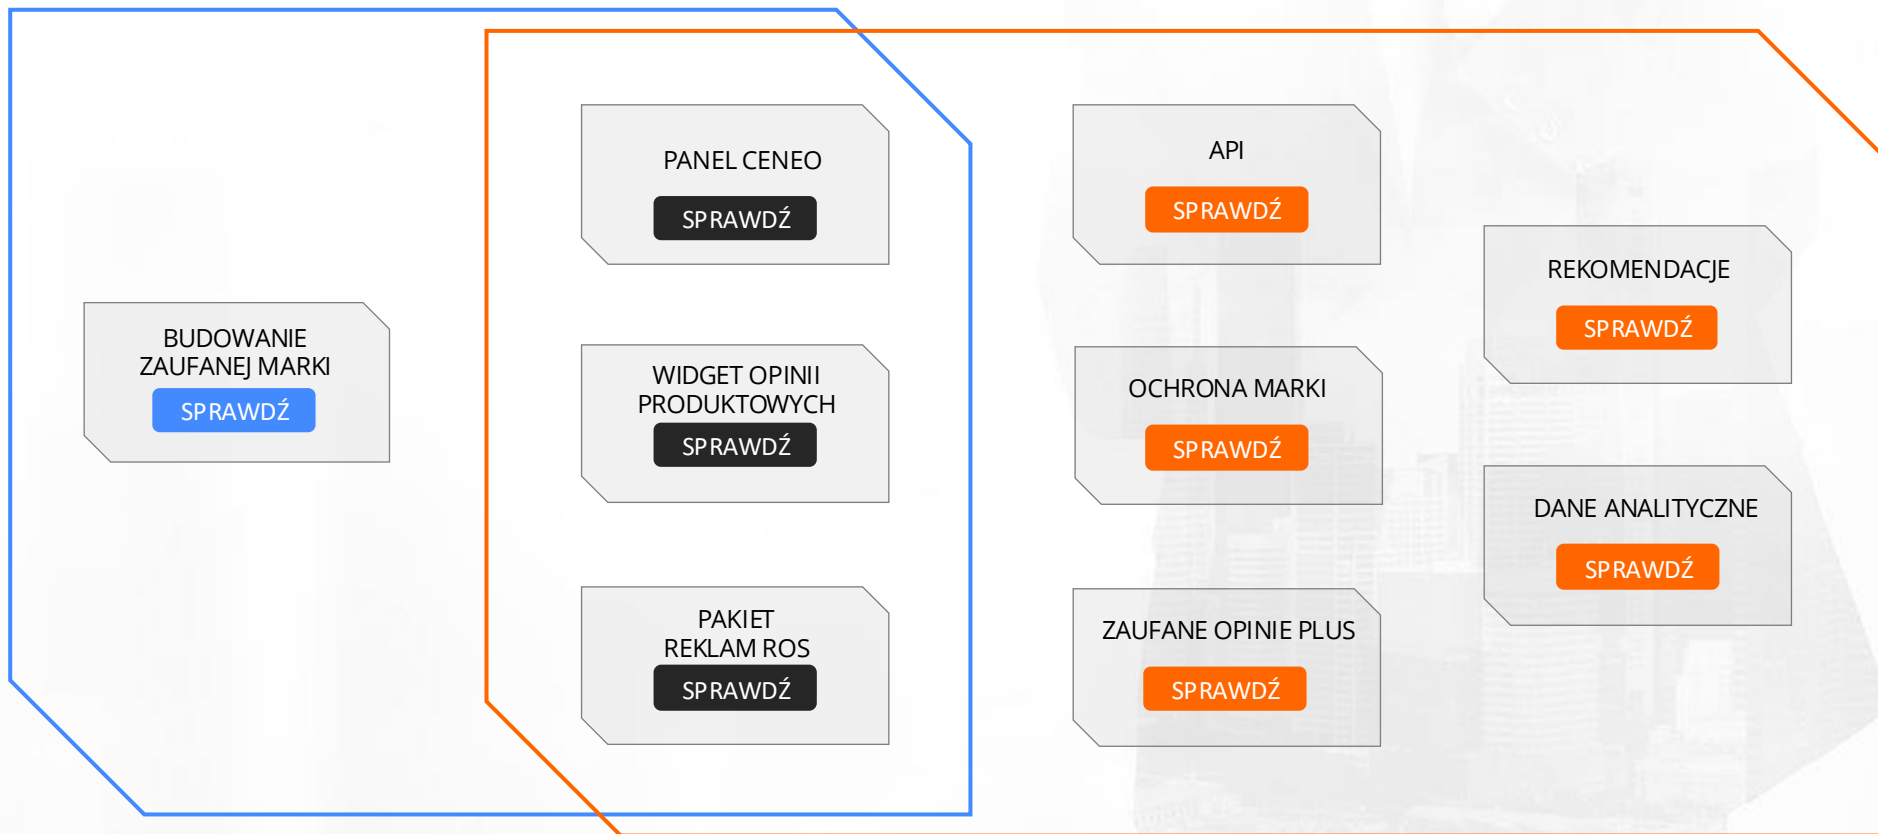 BUDOWANIE
ZAUFANEJ MARKI
SPRAWDŹ
PANEL CENEO
SPRAWDŹ
WIDGET OPINII
PRODUKTOWYCH
SPRAWDŹ
PAKIET
REKLAM ROS
SPRAWDŹ
API
SPRAWDŹ
OCHRONA MARKI
SPRAWDŹ
ZAUFANE OPINIE PLUS
SPRAWDŹ
REKOMENDACJE
SPRAWDŹ
DANE ANALITYCZNE
SPRAWDŹ